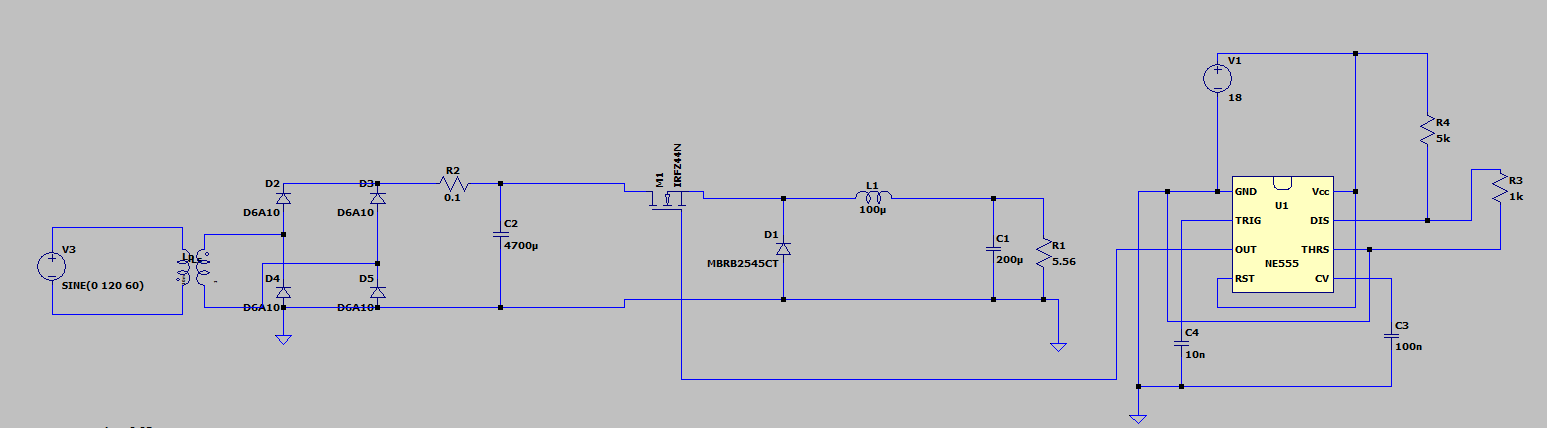 V3
SINE(0 120 60)
D2
D6A10
D3
D6A10
D4
D6A10
D5
D6A10
R2
0.1
C2
4700µ
M1
IRFZ44N
D1
MBRB2545CT
L1
100µ
C1
200µ
R1
5.56
V1
18
R4
5k
R3
1k
GND
Vcc
U1
TRIG
DIS
OUT
THRS
NE555
RST
CV
C4
10n
C3
100n